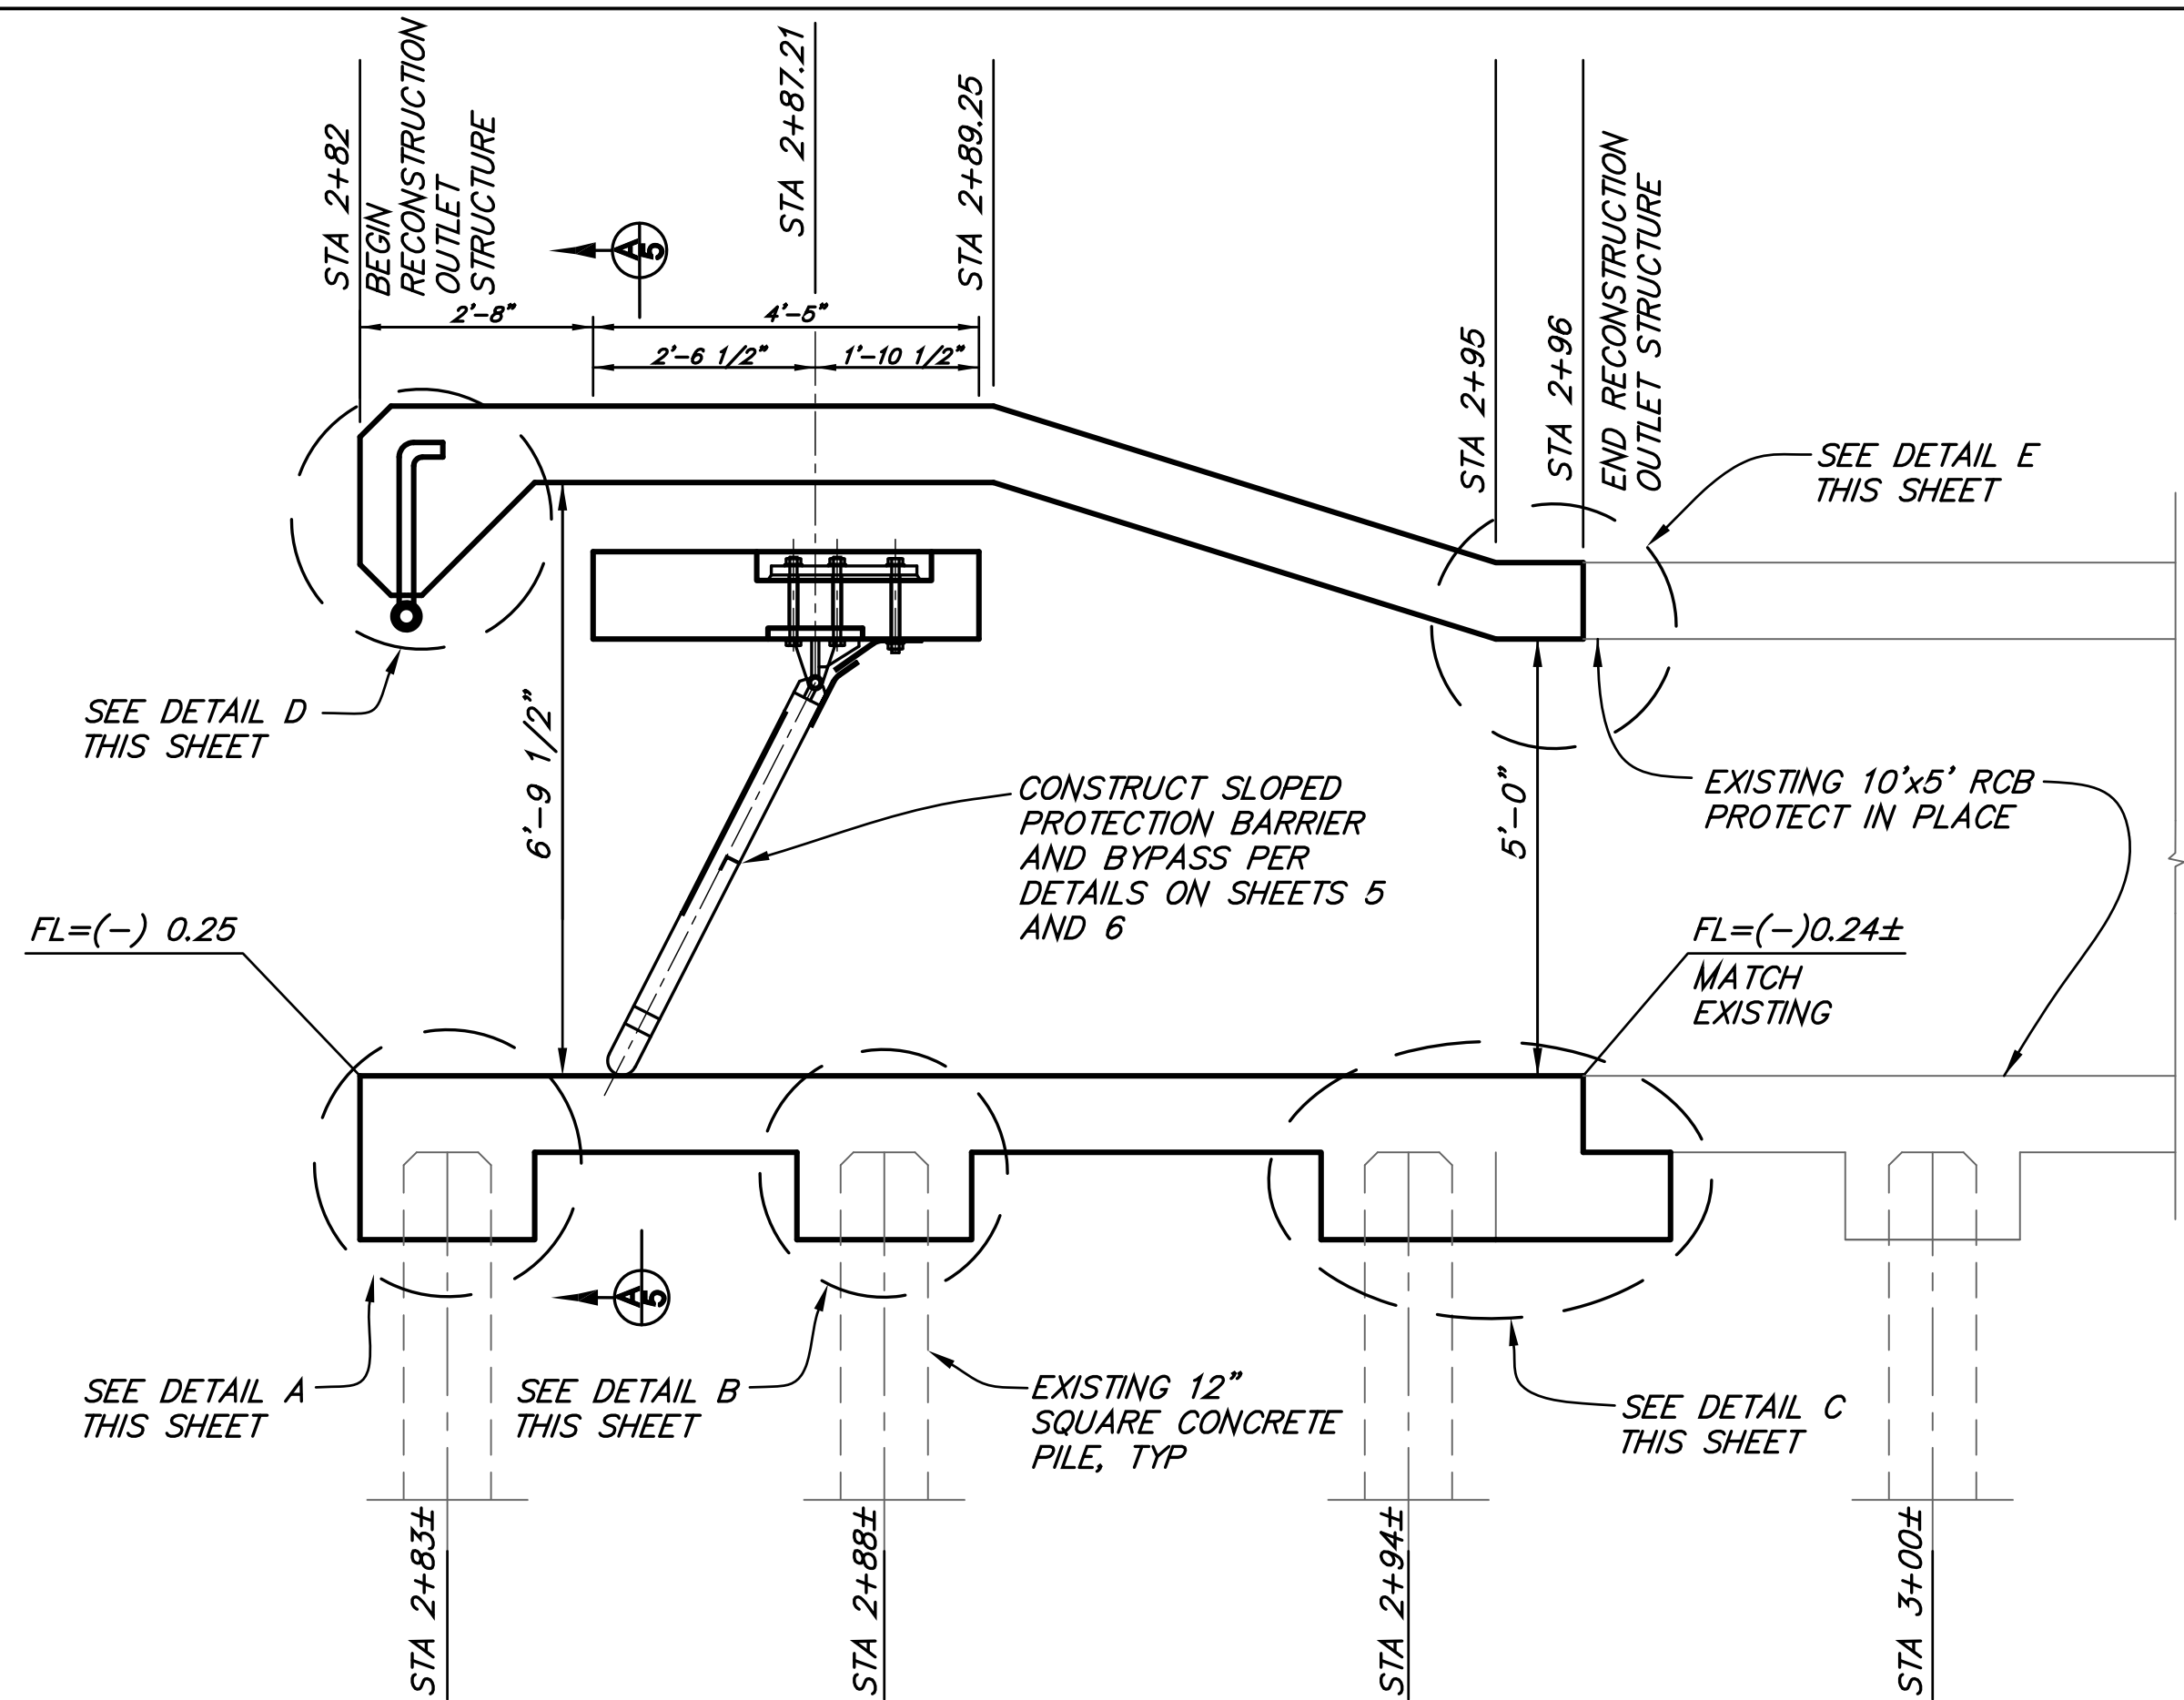 STA 2+82
BEGIN
RECONSTRUCTION
OUTLET
STRUCTURE
STA 2+87.21
STA 2+89.25
STA 2+95
STA 2+96
END RECONSTRUCTION
OUTLET STRUCTURE
A
5
2'-8"
4'-5"
2'-6 1/2"
1'-10 1/2"
SEE DETAIL E
THIS SHEET
SEE DETAIL D
THIS SHEET
6'-9 1/2"
CONSTRUCT SLOPED
PROTECTION BARRIER
AND BYPASS PER
DETAILS ON SHEETS 5
AND 6
5'-0"
EXISTING 10'x5' RCB
PROTECT IN PLACE
FL=(-) 0.25
FL=(-)0.24±
MATCH
EXISTING
A
5
SEE DETAIL A
THIS SHEET
SEE DETAIL B
THIS SHEET
EXISTING 12"
SQUARE CONCRETE
PILE, TYP
SEE DETAIL C
THIS SHEET
STA 2+83±
STA 2+88±
STA 2+94±
STA 3+00±